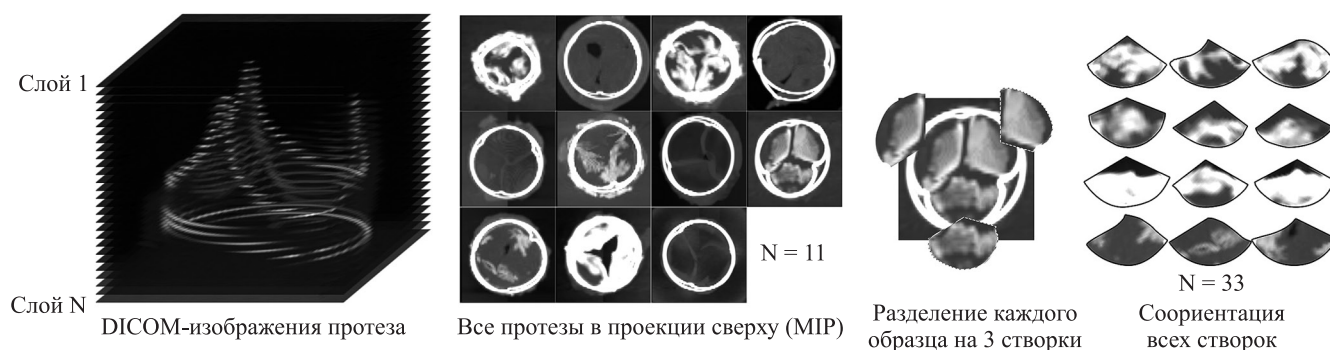 Слой 1
Слой N
DICOM-изображения протеза
N = 11
Все протезы в проекции сверху (MIP)
Разделение каждого
образца на 3 створки
N = 33
Соориентация
всех створок